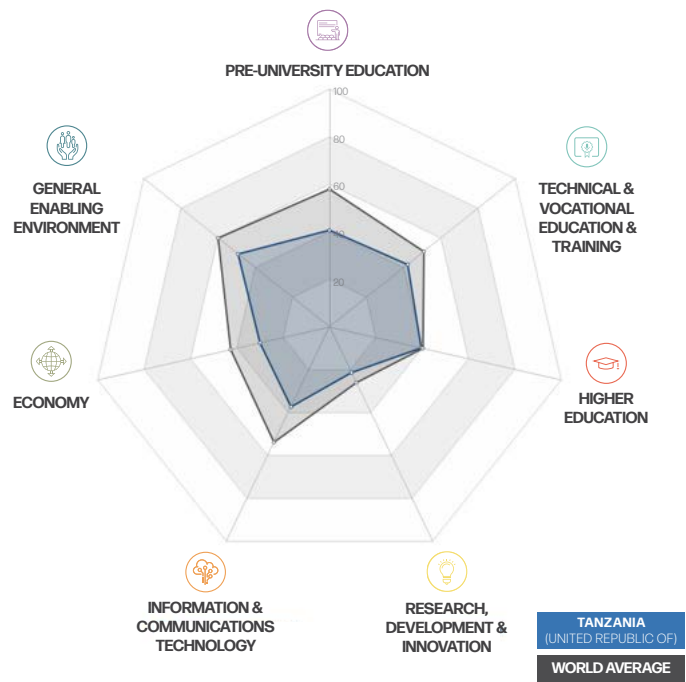 PRE-UNIVERSITY EDUCATION
100
80
60
40
20
GENERAL
ENABLING
ENVIRONMENT
TECHNICAL &
VOCATIONAL
EDUCATION &
TRAINING
ECONOMY
HIGHER
EDUCATION
INFORMATION &
COMMUNICATIONS
TECHNOLOGY
RESEARCH,
DEVELOPMENT &
INNOVATION
TANZANIA
(UNITED REPUBLIC OF)
WORLD AVERAGE